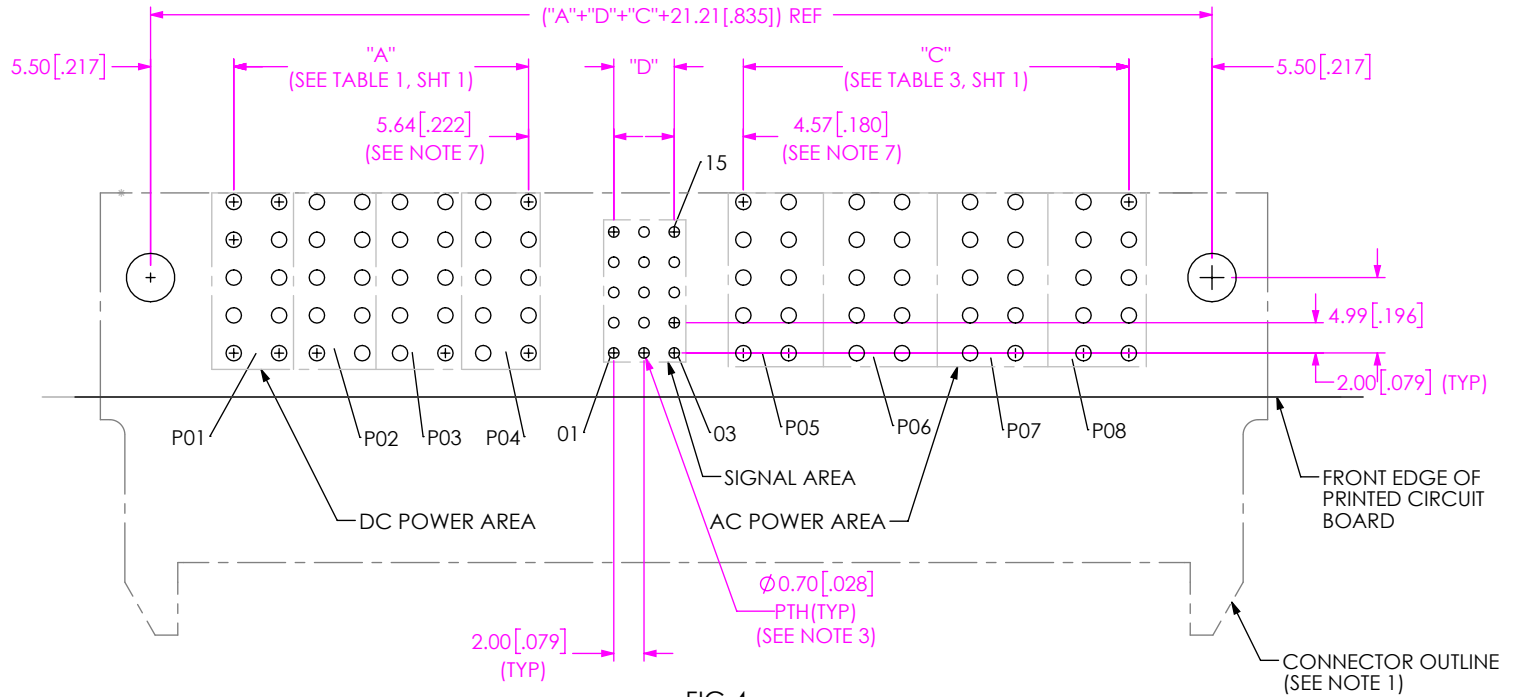 ("A"+"D"+"C"+21.21[.835]) REF
5.50[.217]
"A"
(SEE TABLE 1, SHT 1)
"D"
"C"
(SEE TABLE 3, SHT 1)
5.50[.217]
5.64[.222]
(SEE NOTE 7)
4.57[.180]
(SEE NOTE 7)
15
4.99[.196]
2.00[.079] (TYP)
P01
P02
P03
P04
01
03
P05
P06
P07
P08
SIGNAL AREA
DC POWER AREA
AC POWER AREA
FRONT EDGE OF
PRINTED CIRCUIT
BOARD
Ø0.70[.028]
PTH(TYP)
(SEE NOTE 3)
2.00[.079]
(TYP)
CONNECTOR OUTLINE
(SEE NOTE 1)